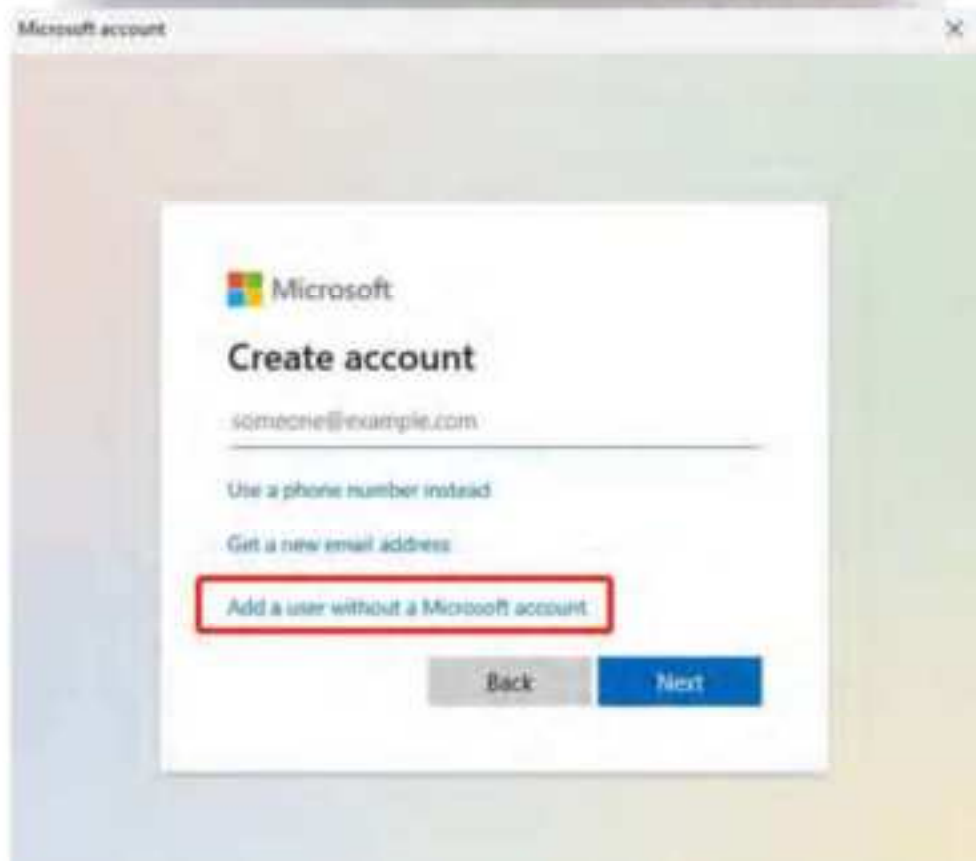 Microsoft account
Microsoft
Create account
someone@example.com
Use a phone number instead
Get a new email address
Add a user without a Microsoft account
Back Next